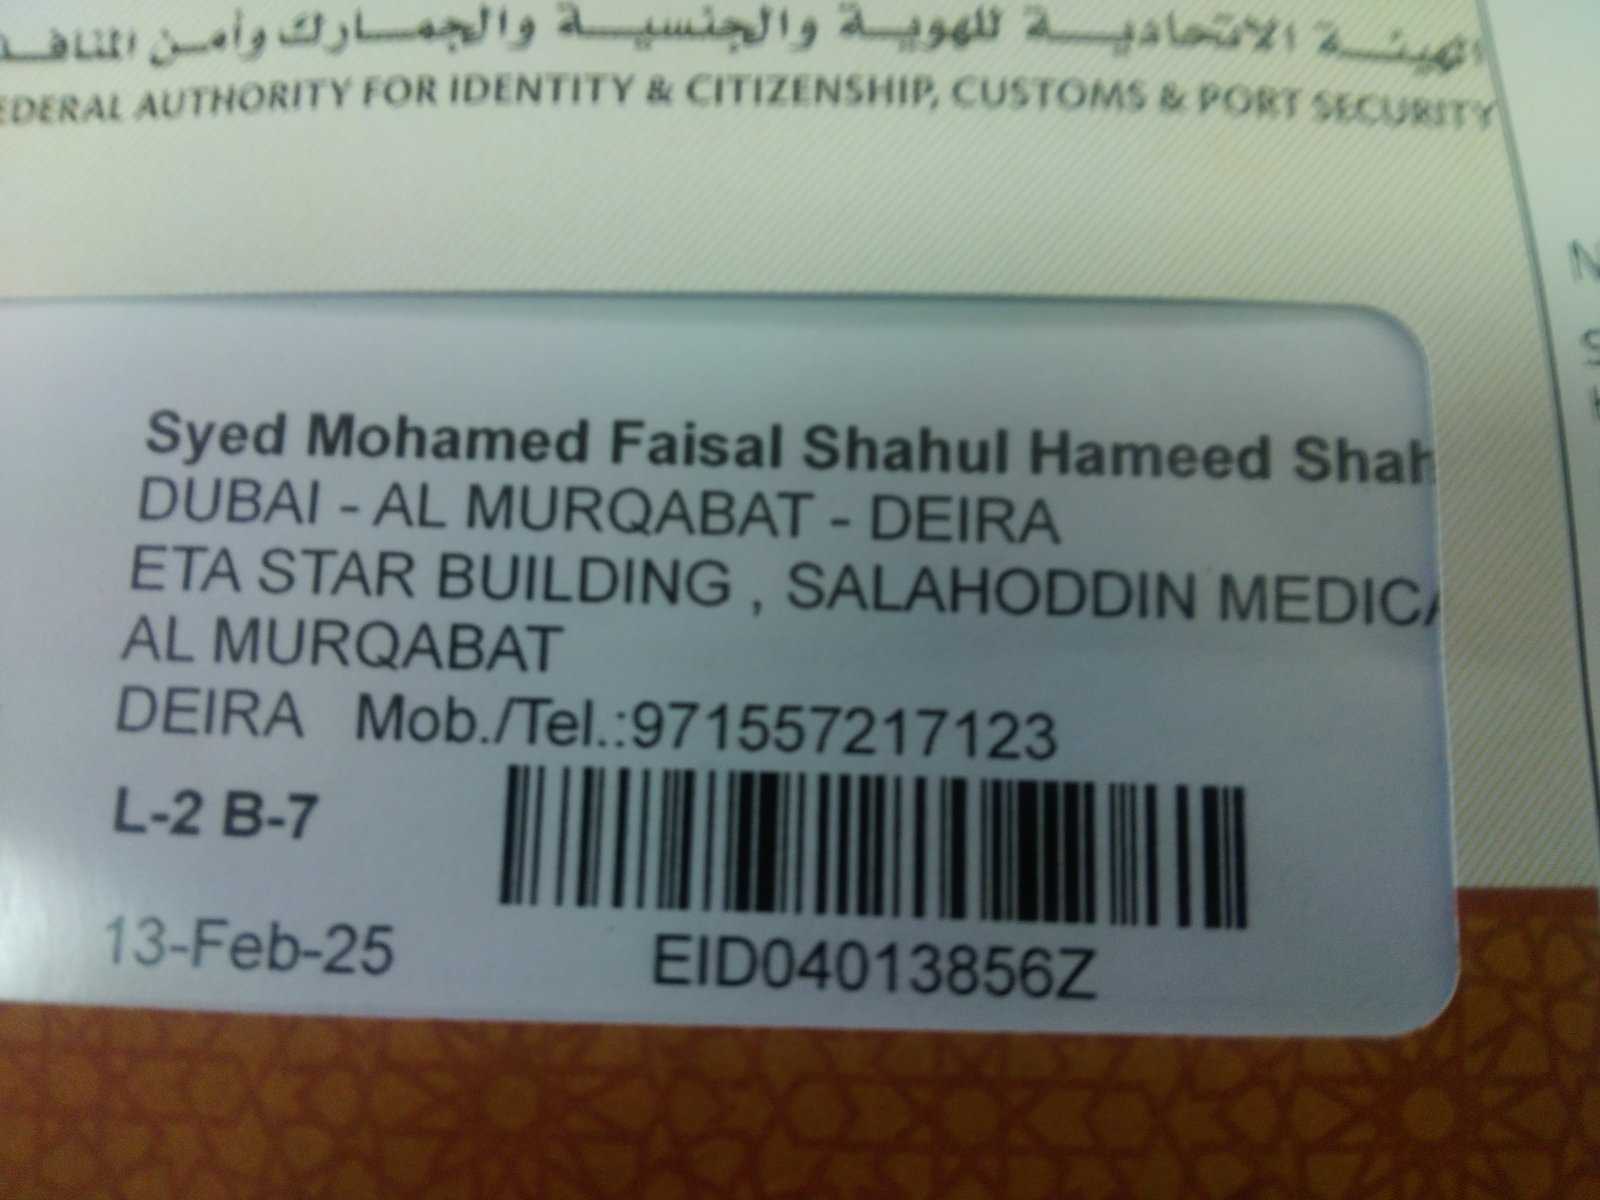 الهيئة الاتحادية للهوية والجنسية والجمارك وأمن المنافذ
EDERAL AUTHORITY FOR IDENTITY & CITIZENSHIP, CUSTOMS & PORT SECURITY
Syed Mohamed Faisal Shahul Hameed Shah
DUBAI - AL MURQABAT - DEIRA
ETA STAR BUILDING , SALAHODDIN MEDICA
AL MURQABAT
DEIRA Mob./Tel.:971557217123
L-2 B-7
13-Feb-25
EID04013856Z